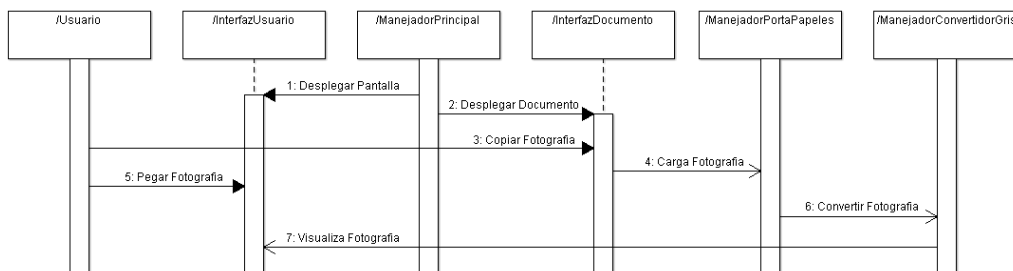 /Usuario
/InterfazUsuario
/ManejadorPrincipal
/InterfazDocumento
/ManejadorPortaPapeles
/ManejadorConvertidorGris
1: Desplegar Pantalla
2: Desplegar Documento
3: Copiar Fotografia
4: Carga Fotografia
5: Pegar Fotografia
6: Convertir Fotografia
7: Visualiza Fotografia